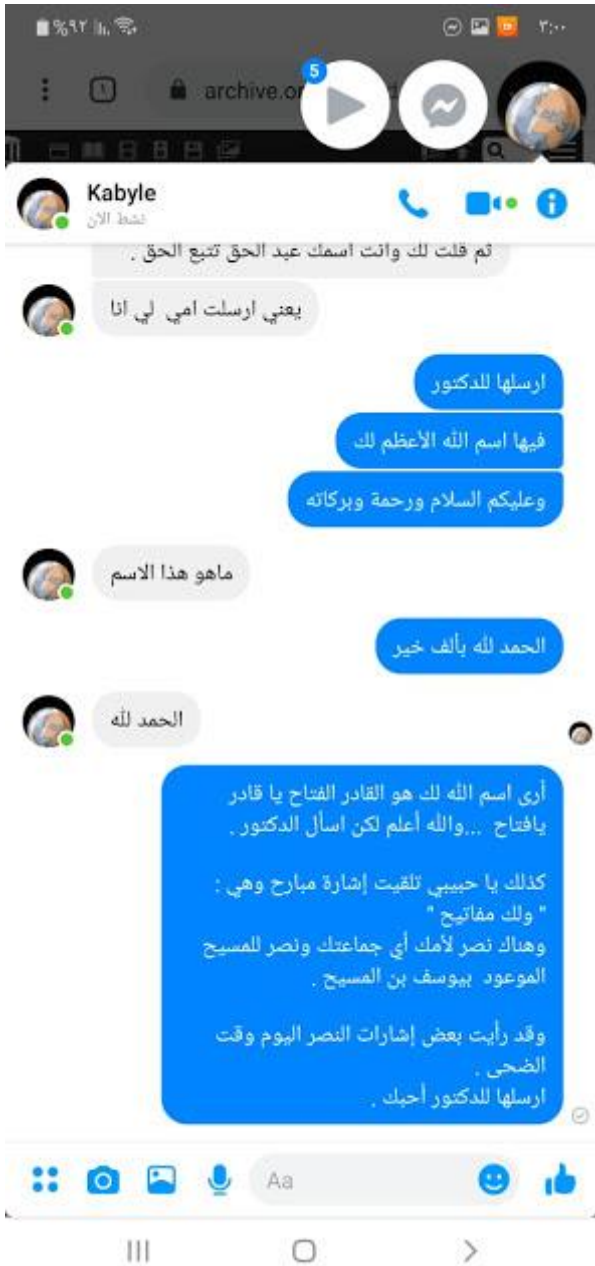 %٩٢
٣:٠٠
archive.or
5
Kabyle
نشط الآن
ثم قلت لك وانت اسمك عبد الحق تتبع الحق .
يعني ارسلت امي لي انا
ارسلها للدكتور
فيها اسم الله الأعظم لك
وعليكم السلام ورحمة وبركاته
ماهو هذا الاسم
الحمد لله بألف خير
الحمد لله
أرى اسم الله لك هو القادر الفتاح يا قادر
يافتاح ...والله أعلم لكن اسأل الدكتور .
كذلك يا حبيبي تلقيت إشارة مبارح وهي :
" ولك مفاتيح "
وهناك نصر لأمك أي جماعتك ونصر للمسيح
الموعود بيوسف بن المسيح .
وقد رأيت بعض إشارات النصر اليوم وقت
الضحى .
ارسلها للدكتور أحبك .
Aa